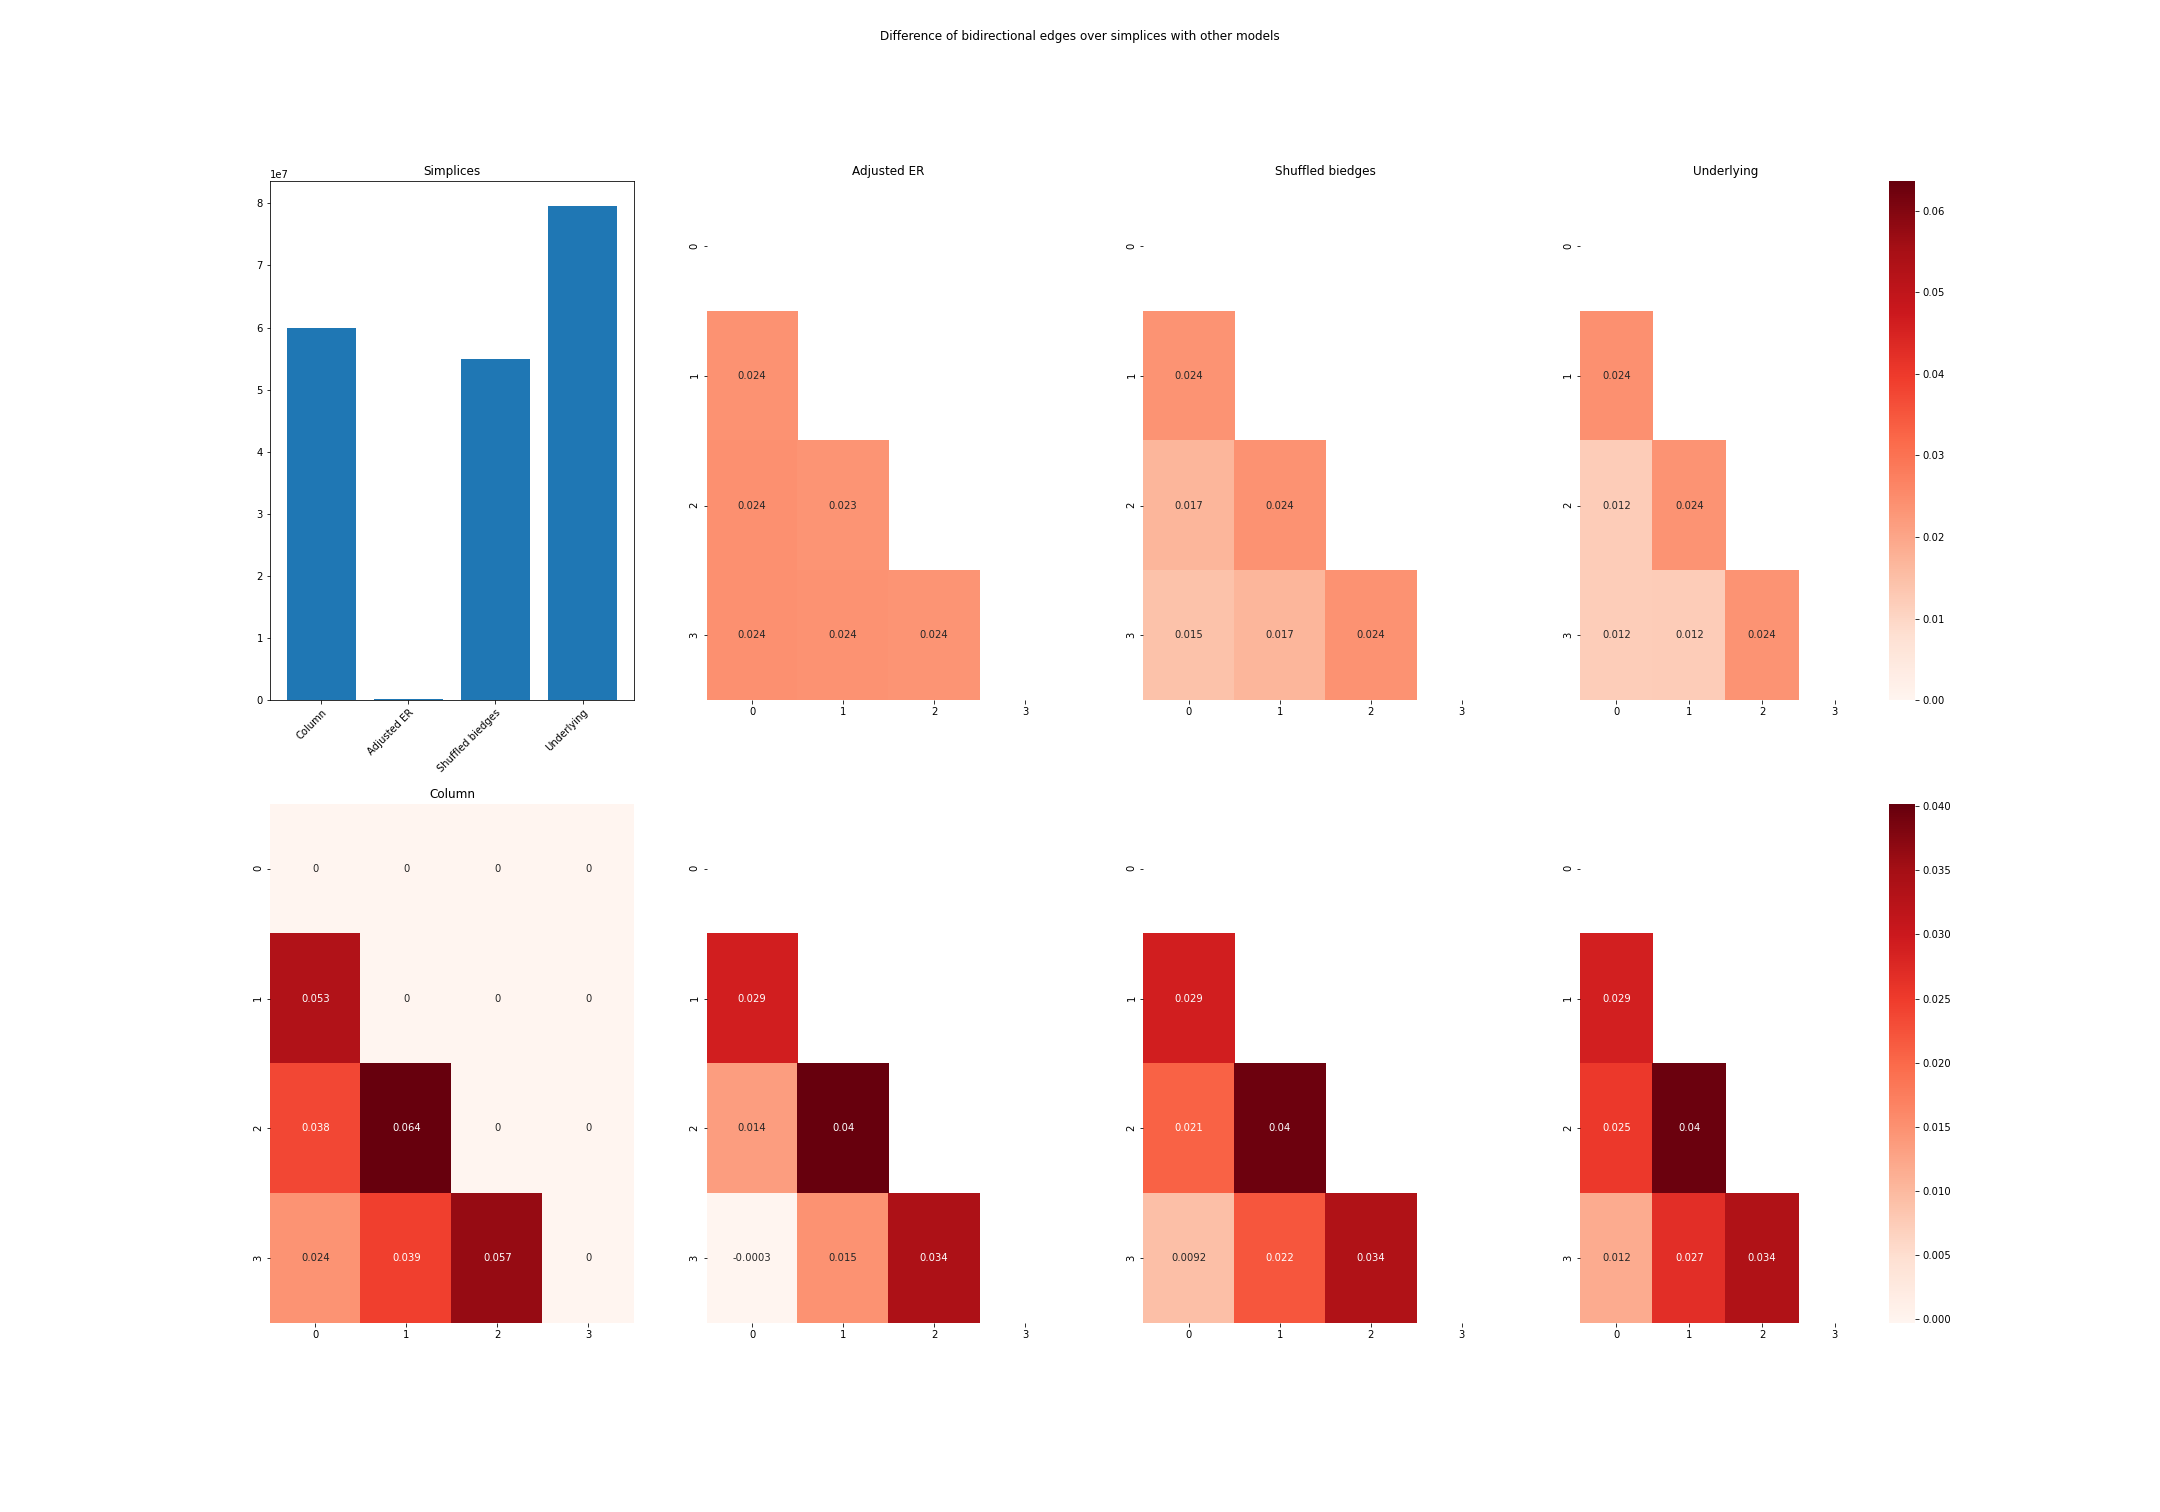 Difference of bidirectional edges over simplices with other models
Simplices
1e7
8
7
6
5
4
3
2
1
0
Column
Adjusted ER
Shuffled biedges
Underlying
Adjusted ER
0
1
2
3
0.024
0.024 0.023
0.024 0.024 0.024
0 1 2 3
Shuffled biedges
0
1
2
3
0.024
0.017 0.024
0.015 0.017 0.024
0 1 2 3
Underlying
0
1
2
3
0.024
0.012 0.024
0.012 0.012 0.024
0 1 2 3
0.06
0.05
0.04
0.03
0.02
0.01
0.00
Column
0
1
2
3
0 0 0 0
0.053 0 0 0
0.038 0.064 0 0
0.024 0.039 0.057 0
0 1 2 3
0
1
2
3
0.029
0.014 0.04
-0.0003 0.015 0.034
0 1 2 3
0
1
2
3
0.029
0.021 0.04
0.0092 0.022 0.034
0 1 2 3
0
1
2
3
0.029
0.025 0.04
0.012 0.027 0.034
0 1 2 3
0.040
0.035
0.030
0.025
0.020
0.015
0.010
0.005
0.000